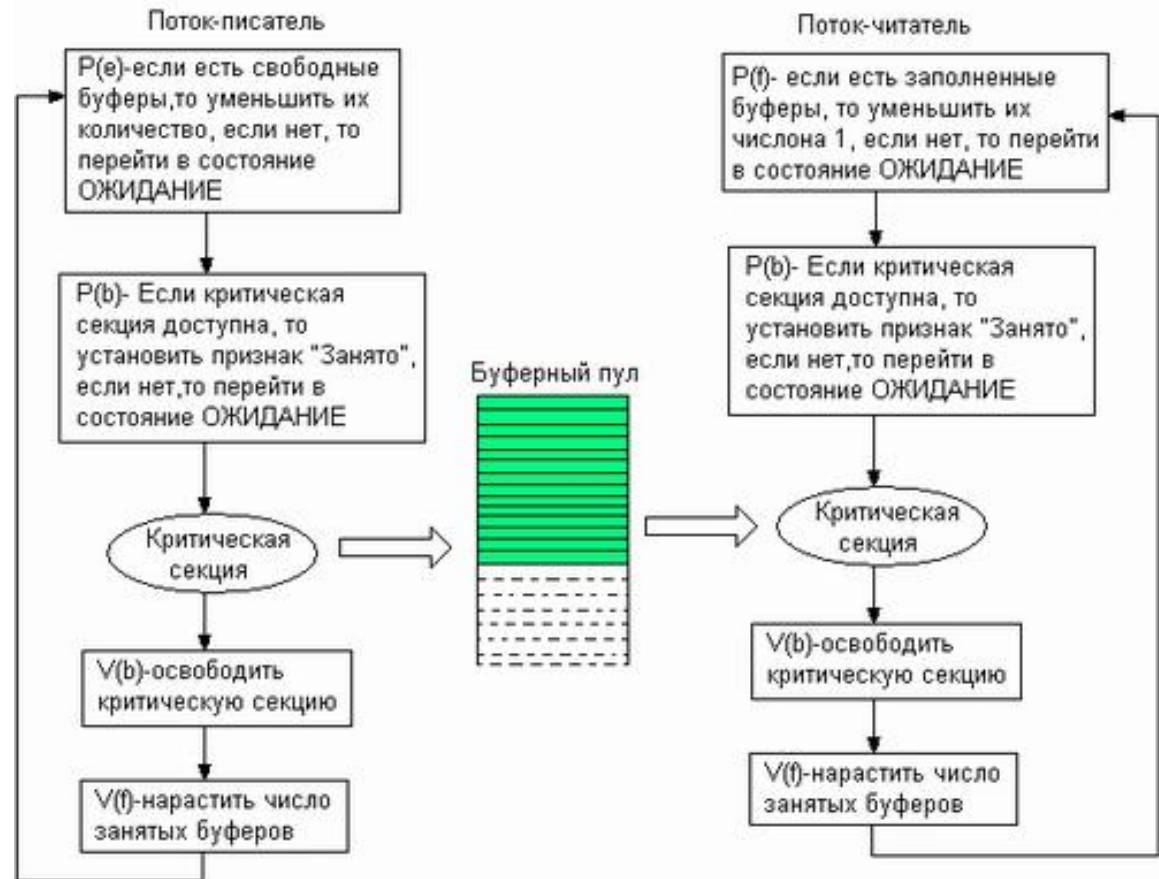 Поток-писатель
P(e)-если есть свободные
буферы,то уменьшить их
количество, если нет, то
перейти в состояние
ОЖИДАНИЕ
P(b)- Если критическая
секция доступна, то
установить признак "Занято",
если нет,то перейти в
состояние ОЖИДАНИЕ
Критическая
секция
V(b)-освободить
критическую секцию
V(f)-нарастить число
занятых буферов
Буферный пул
Поток-читатель
P(f)- если есть заполненные
буферы, то уменьшить их
числона 1, если нет, то перейти
в состояние ОЖИДАНИЕ
P(b)- Если критическая
секция доступна, то
установить признак "Занято",
если нет,то перейти в
состояние ОЖИДАНИЕ
Критическая
секция
V(b)-освободить
критическую секцию
V(f)-нарастить число
занятых буферов